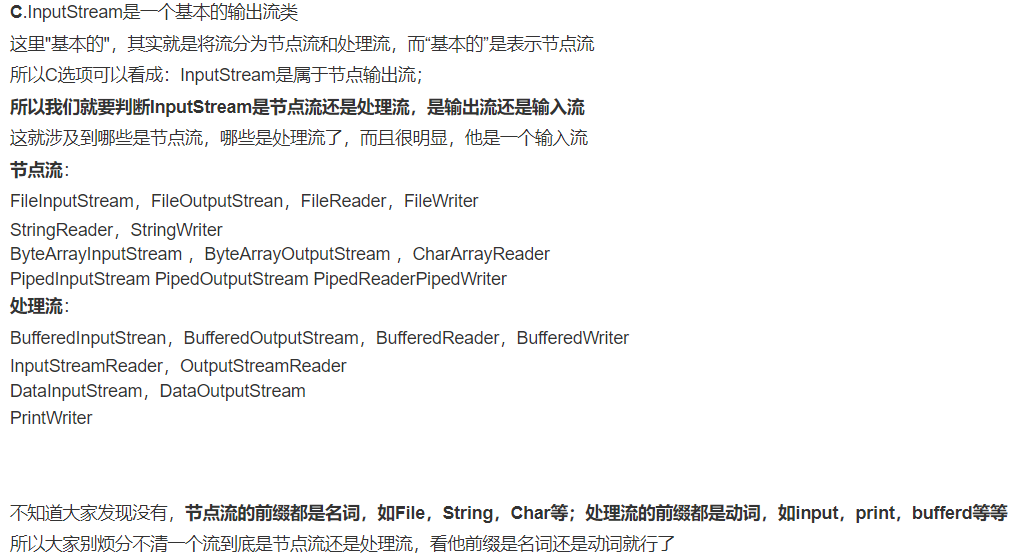 C.InputStream是一个基本的输出流类
这里"基本的"，其实就是将流分为节点流和处理流，而“基本的”是表示节点流
所以C选项可以看成：InputStream是属于节点输出流；
所以我们就要判断InputStream是节点流还是处理流，是输出流还是输入流
这就涉及到哪些是节点流，哪些是处理流了，而且很明显，他是一个输入流
节点流：
FileInputStream，FileOutputStrean，FileReader，FileWriter
StringReader，StringWriter
ByteArrayInputStream ，ByteArrayOutputStream ，CharArrayReader
PipedInputStream PipedOutputStream PipedReaderPipedWriter
处理流：
BufferedInputStrean，BufferedOutputStream，BufferedReader，BufferedWriter
InputStreamReader，OutputStreamReader
DataInputStream，DataOutputStream
PrintWriter
不知道大家发现没有，节点流的前缀都是名词，如File，String，Char等；处理流的前缀都是动词，如input，print，bufferd等等
所以大家别烦分不清一个流到底是节点流还是处理流，看他前缀是名词还是动词就行了